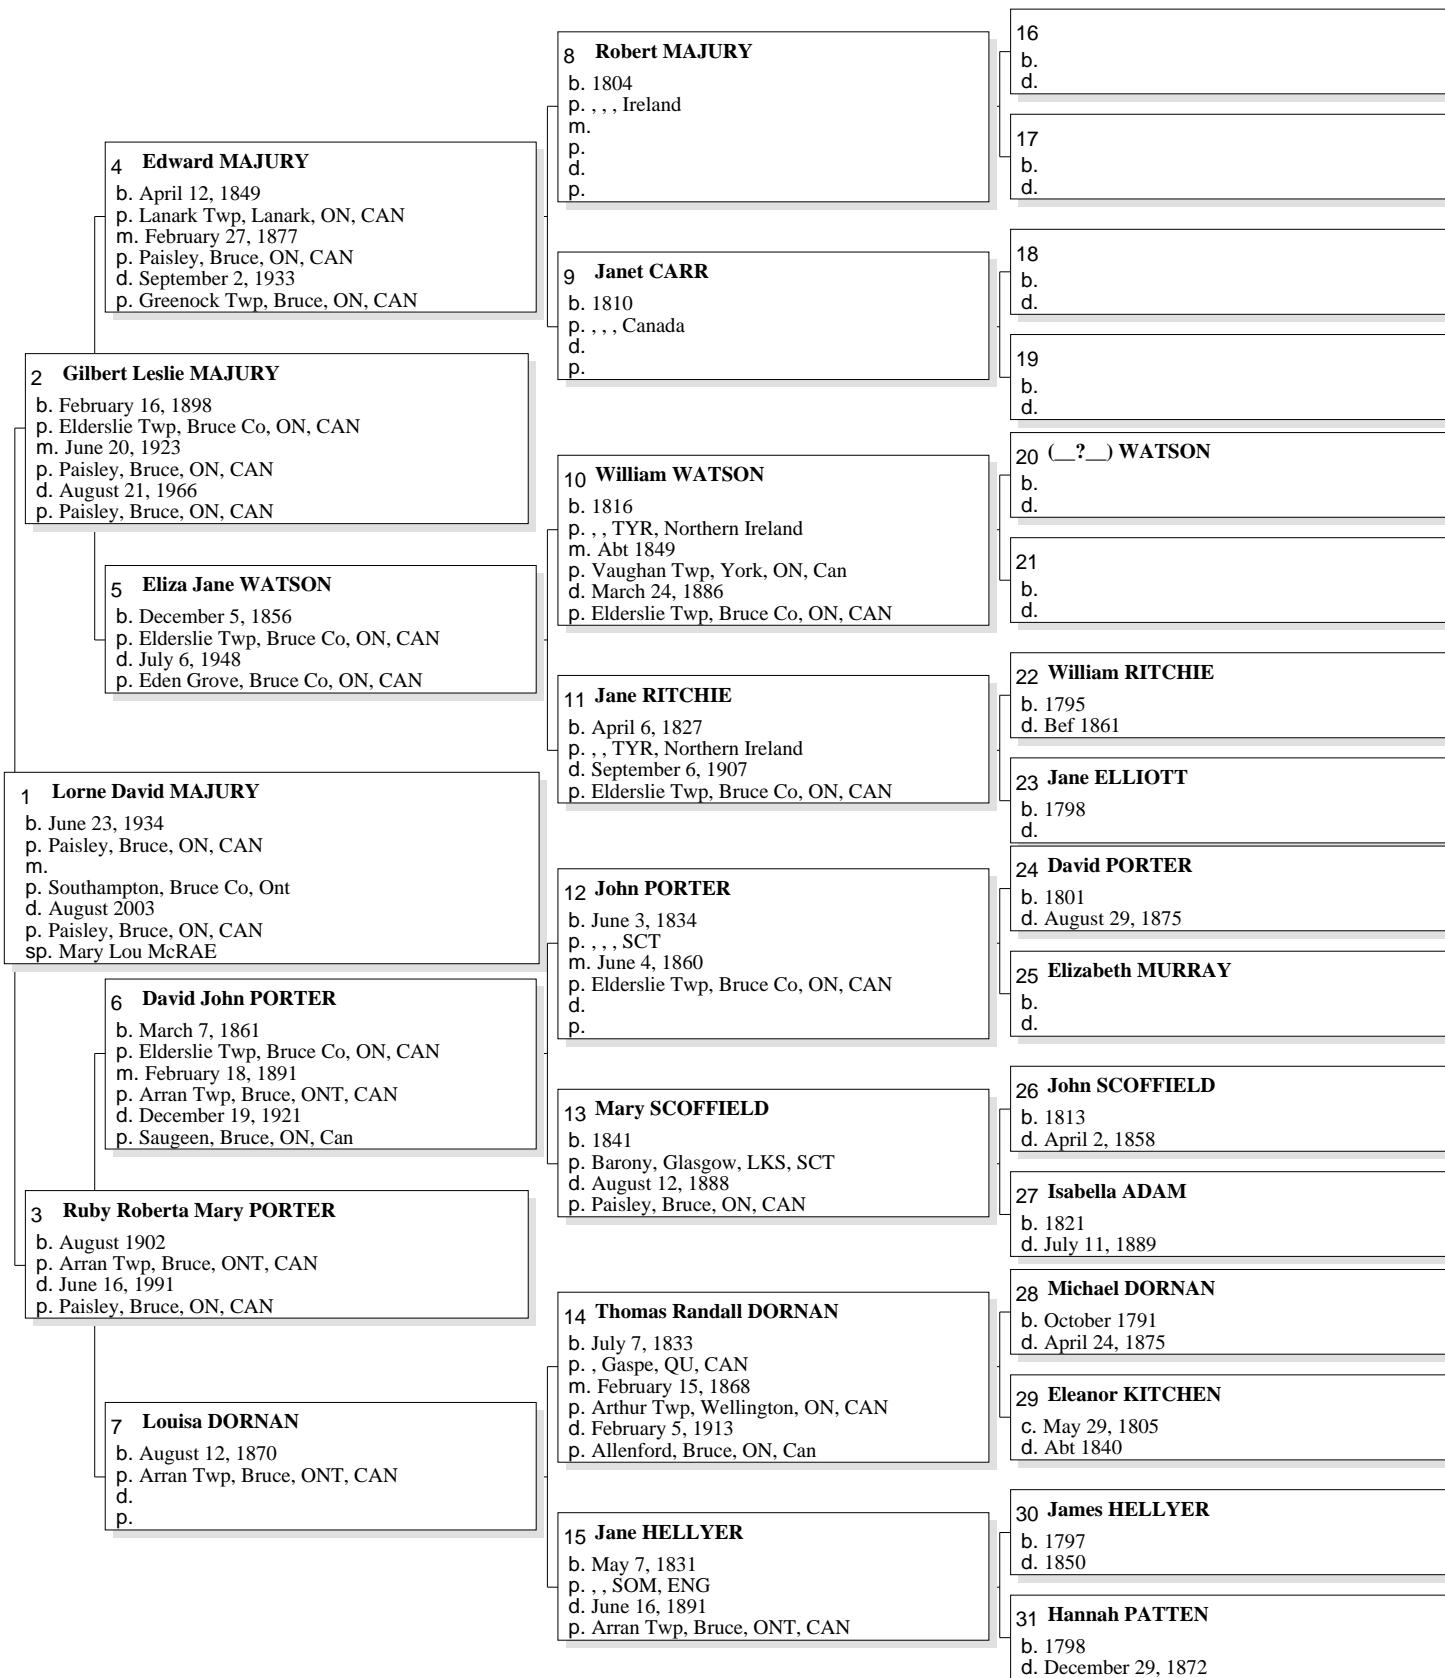 1 Lorne David MAJURY
b. June 23, 1934
p. Paisley, Bruce, ON, CAN
m.
p. Southampton, Bruce Co, Ont
d. August 2003
p. Paisley, Bruce, ON, CAN
sp. Mary Lou McRAE
2 Gilbert Leslie MAJURY
b. February 16, 1898
p. Elderslie Twp, Bruce Co, ON, CAN
m. June 20, 1923
p. Paisley, Bruce, ON, CAN
d. August 21, 1966
p. Paisley, Bruce, ON, CAN
3 Ruby Roberta Mary PORTER
b. August 1902
p. Arran Twp, Bruce, ONT, CAN
d. June 16, 1991
p. Paisley, Bruce, ON, CAN
4 Edward MAJURY
b. April 12, 1849
p. Lanark Twp, Lanark, ON, CAN
m. February 27, 1877
p. Paisley, Bruce, ON, CAN
d. September 2, 1933
p. Greenock Twp, Bruce, ON, CAN
5 Eliza Jane WATSON
b. December 5, 1856
p. Elderslie Twp, Bruce Co, ON, CAN
d. July 6, 1948
p. Eden Grove, Bruce Co, ON, CAN
6 David John PORTER
b. March 7, 1861
p. Elderslie Twp, Bruce Co, ON, CAN
m. February 18, 1891
p. Arran Twp, Bruce, ONT, CAN
d. December 19, 1921
p. Saugeen, Bruce, ON, Can
7 Louisa DORNAN
b. August 12, 1870
p. Arran Twp, Bruce, ONT, CAN
d.
p.
8 Robert MAJURY
b. 1804
p. , , , Ireland
m.
p.
d.
p.
9 Janet CARR
b. 1810
p. , , , Canada
d.
p.
10 William WATSON
b. 1816
p. , , TYR, Northern Ireland
m. Abt 1849
p. Vaughan Twp, York, ON, Can
d. March 24, 1886
p. Elderslie Twp, Bruce Co, ON, CAN
11 Jane RITCHIE
b. April 6, 1827
p. , , TYR, Northern Ireland
d. September 6, 1907
p. Elderslie Twp, Bruce Co, ON, CAN
12 John PORTER
b. June 3, 1834
p. , , , SCT
m. June 4, 1860
p. Elderslie Twp, Bruce Co, ON, CAN
d.
p.
13 Mary SCOFFIELD
b. 1841
p. Barony, Glasgow, LKS, SCT
d. August 12, 1888
p. Paisley, Bruce, ON, CAN
14 Thomas Randall DORNAN
b. July 7, 1833
p. , Gaspe, QU, CAN
m. February 15, 1868
p. Arthur Twp, Wellington, ON, CAN
d. February 5, 1913
p. Allenford, Bruce, ON, Can
15 Jane HELLYER
b. May 7, 1831
p. , , SOM, ENG
d. June 16, 1891
p. Arran Twp, Bruce, ONT, CAN
16
b.
d.
17
b.
d.
18
b.
d.
19
b.
d.
20 (__?__) WATSON
b.
d.
21
b.
d.
22 William RITCHIE
b. 1795
d. Bef 1861
23 Jane ELLIOTT
b. 1798
d.
24 David PORTER
b. 1801
d. August 29, 1875
25 Elizabeth MURRAY
b.
d.
26 John SCOFFIELD
b. 1813
d. April 2, 1858
27 Isabella ADAM
b. 1821
d. July 11, 1889
28 Michael DORNAN
b. October 1791
d. April 24, 1875
29 Eleanor KITCHEN
c. May 29, 1805
d. Abt 1840
30 James HELLYER
b. 1797
d. 1850
31 Hannah PATTEN
b. 1798
d. December 29, 1872